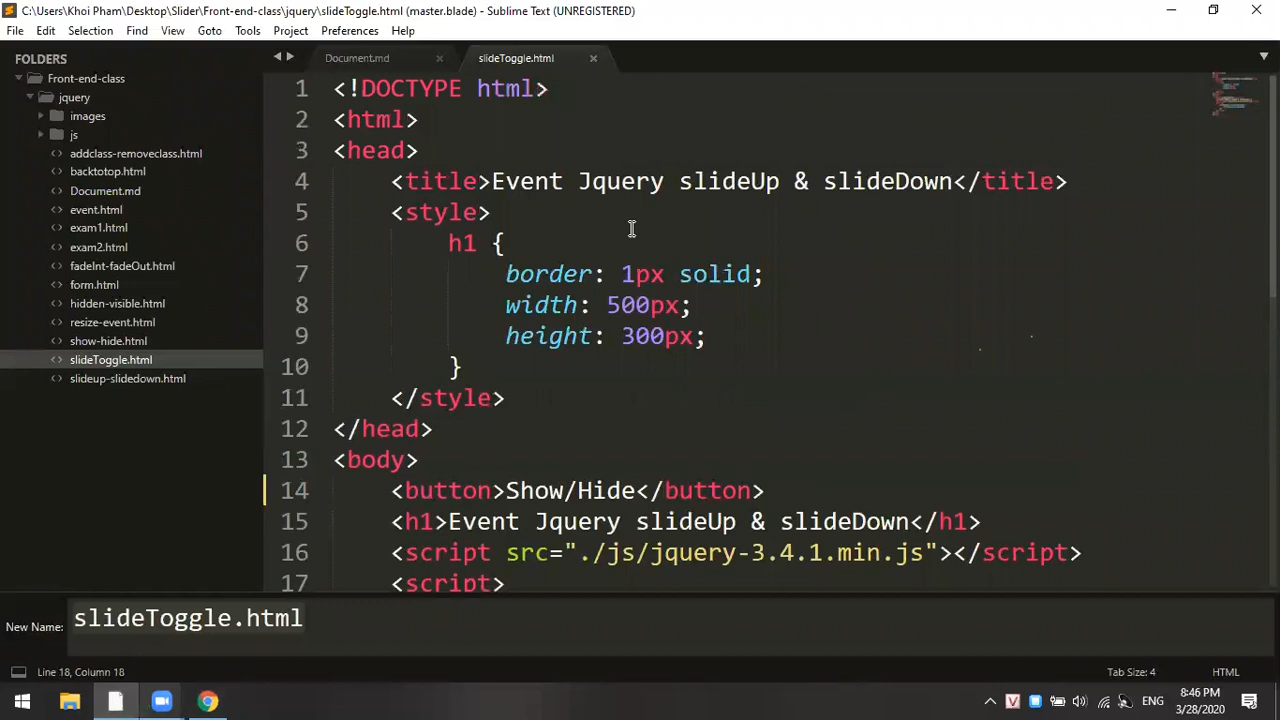 C:\Users\Khoi Pham\Desktop\Slider\Front-end-class\jquery\slideToggle.html (master.blade) - Sublime Text (UNREGISTERED)
File Edit Selection Find View Goto Tools Project Preferences Help
FOLDERS
Front-end-class
jquery
images
js
addclass-removeclass.html
backtotop.html
Document.md
event.html
exam1.html
exam2.html
fadeInt-fadeOut.html
form.html
hidden-visible.html
resize-event.html
show-hide.html
slideToggle.html
slideup-slidedown.html
Document.md slideToggle.html
1 <!DOCTYPE html>
2 <html>
3 <head>
4 <title>Event Jquery slideUp & slideDown</title>
5 <style>
6 h1 {
7 border: 1px solid;
8 width: 500px;
9 height: 300px;
10 }
11 </style>
12 </head>
13 <body>
14 <button>Show/Hide</button>
15 <h1>Event Jquery slideUp & slideDown</h1>
16 <script src="./js/jquery-3.4.1.min.js"></script>
17 <script>
New Name: slideToggle.html
Line 18, Column 18 Tab Size: 4 HTML
V ENG 8:46 PM
3/28/2020